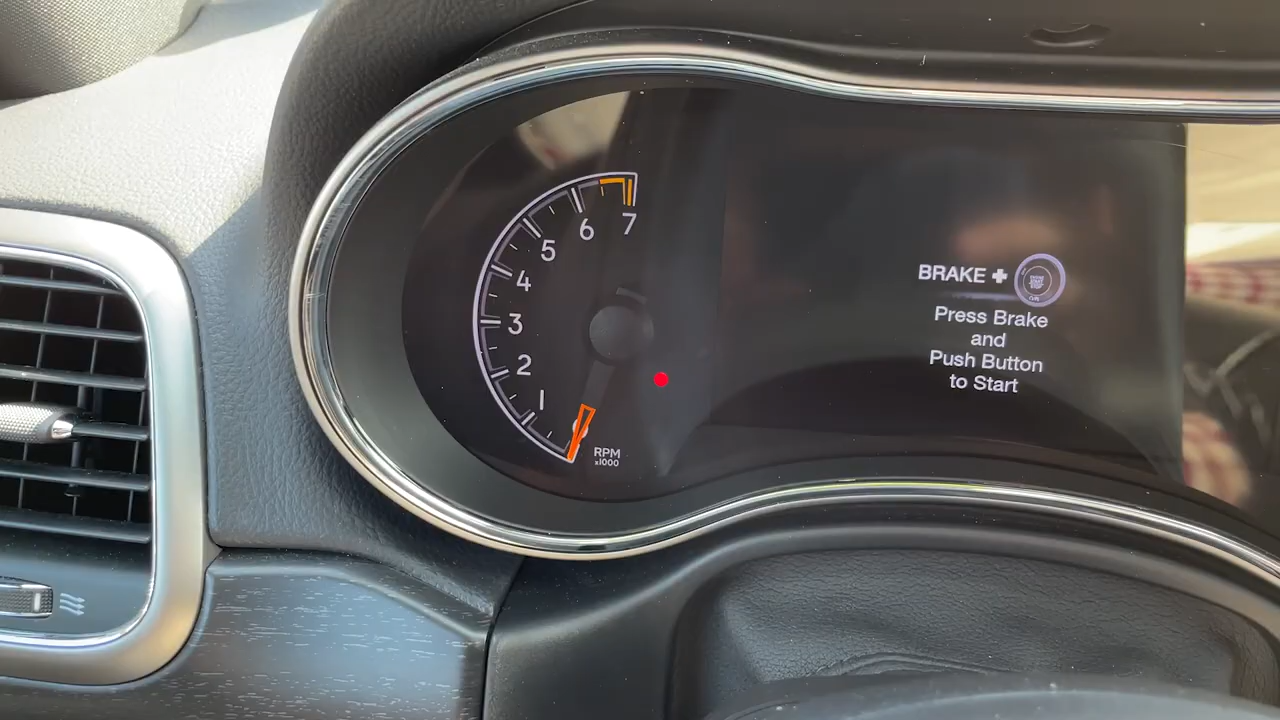 7
6
5
4
3
2
1
RPM
x1000
BRAKE +
Press Brake
and
Push Button
to Start